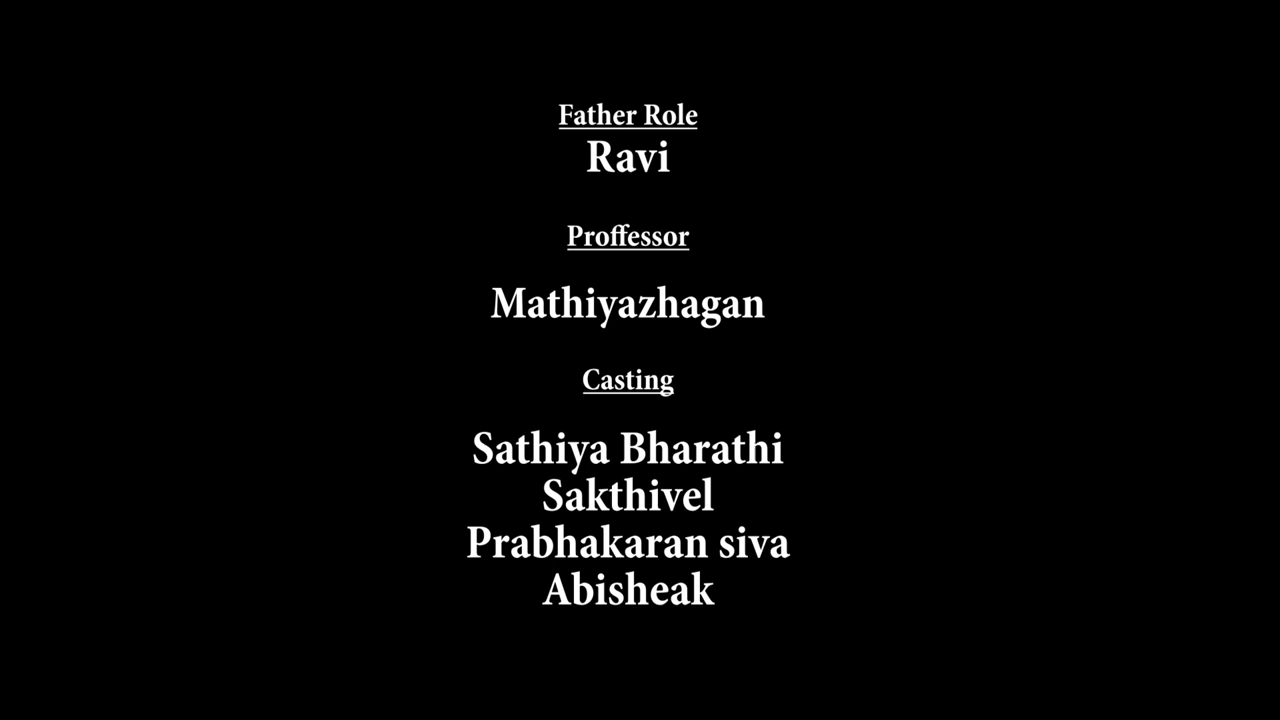 Father Role
Ravi
Proffessor
Mathiyazhagan
Casting
Sathiya Bharathi
Sakthivel
Prabhakaran siva
Abisheak